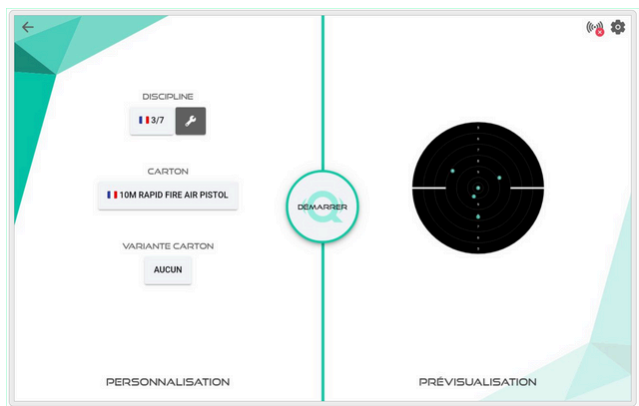 DISCIPLINE
3/7
CARTON
10M RAPID FIRE AIR PISTOL
VARIANTE CARTON
AUCUN
DEMARRER
PERSONNALISATION
PRÉVISUALISATION